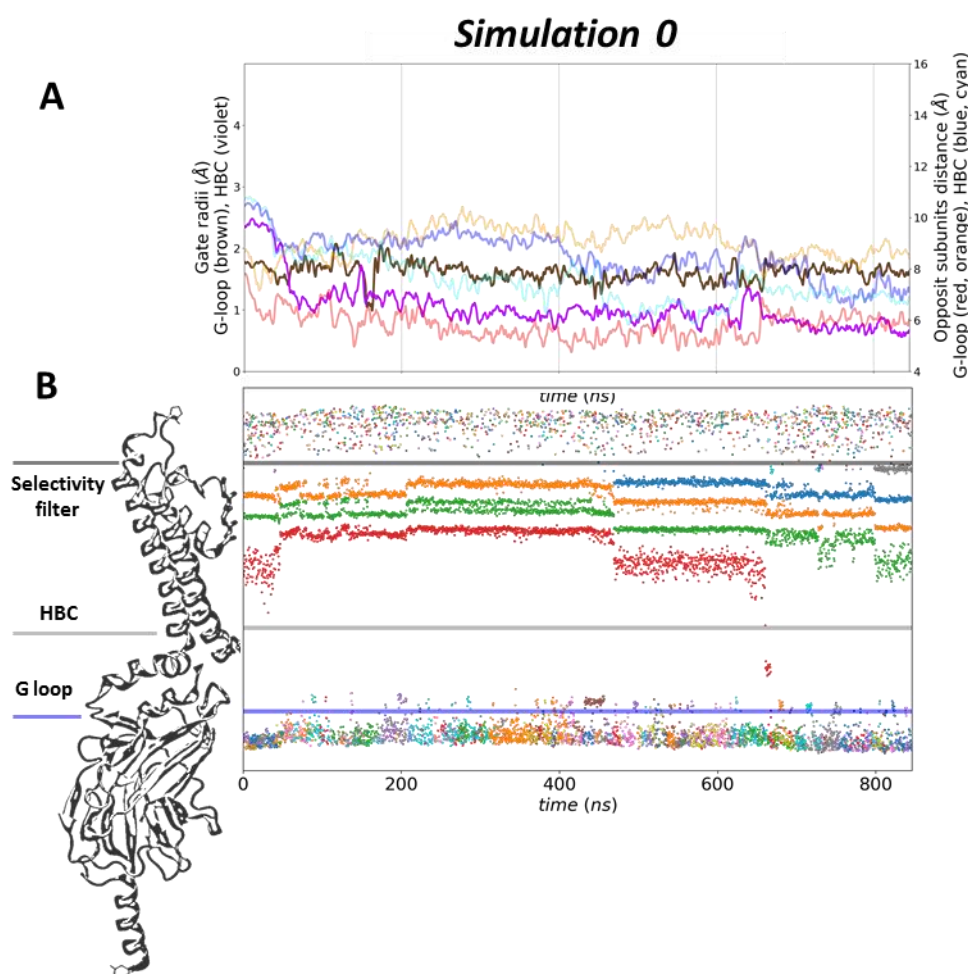 Simulation 0
A
Gate radii (Å)
G-loop (brown), HBC (violet)
4
3
2
1
0
16
14
12
10
8
6
4
Opposit subunits distance (Å)
G-loop (red, orange), HBC (blue, cyan)
B
time (ns)
Selectivity
filter
HBC
G loop
0 200 400 600 800
time (ns)